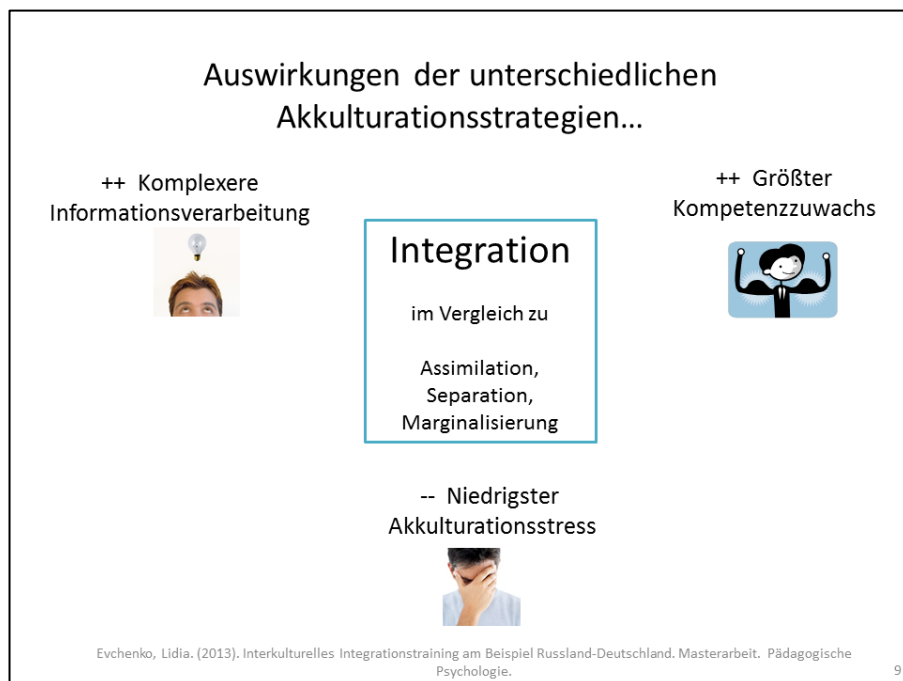 Auswirkungen der unterschiedlichen
Akkulturationsstrategien…
++ Komplexere
Informationsverarbeitung
++ Größter
Kompetenzzuwachs
Integration
im Vergleich zu
Assimilation,
Separation,
Marginalisierung
-- Niedrigster
Akkulturationsstress
Evchenko, Lidia. (2013). Interkulturelles Integrationstraining am Beispiel Russland-Deutschland. Masterarbeit. Pädagogische
Psychologie.
9